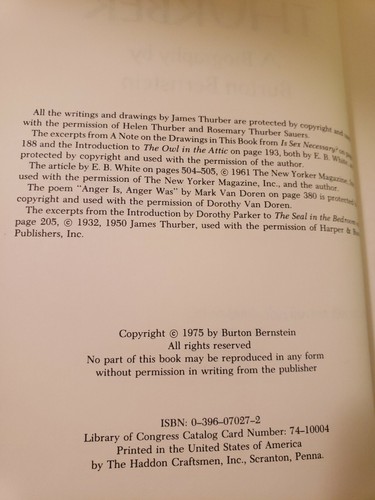 THURBER
All the writings and drawings by James Thurber are protected by copyright and
with the permission of Helen Thurber and Rosemary Thurber Sauers.
The excerpts from A Note on the Drawings in This Book from Is Sex Necessary?
188 and the Introduction to The Owl in the Attic on page 193, both by E. B. White
protected by copyright and used with the permission of the author.
The article by E. B. White on pages 504–505, © 1961 The New Yorker Magazine,
used with the permission of The New Yorker Magazine, Inc., and the author.
The poem "Anger Is, Anger Was" by Mark Van Doren on page 380 is protected
copyright and used with the permission of Dorothy Van Doren.
The excerpts from the Introduction by Dorothy Parker to The Seal in the
page 205, © 1932, 1950 James Thurber, used with the permission of Harper &
Publishers, Inc.
Copyright © 1975 by Burton Bernstein
All rights reserved
No part of this book may be reproduced in any form
without permission in writing from the publisher
ISBN: 0-396-07027-2
Library of Congress Catalog Card Number: 74-10004
Printed in the United States of America
by The Haddon Craftsmen, Inc., Scranton, Penna.